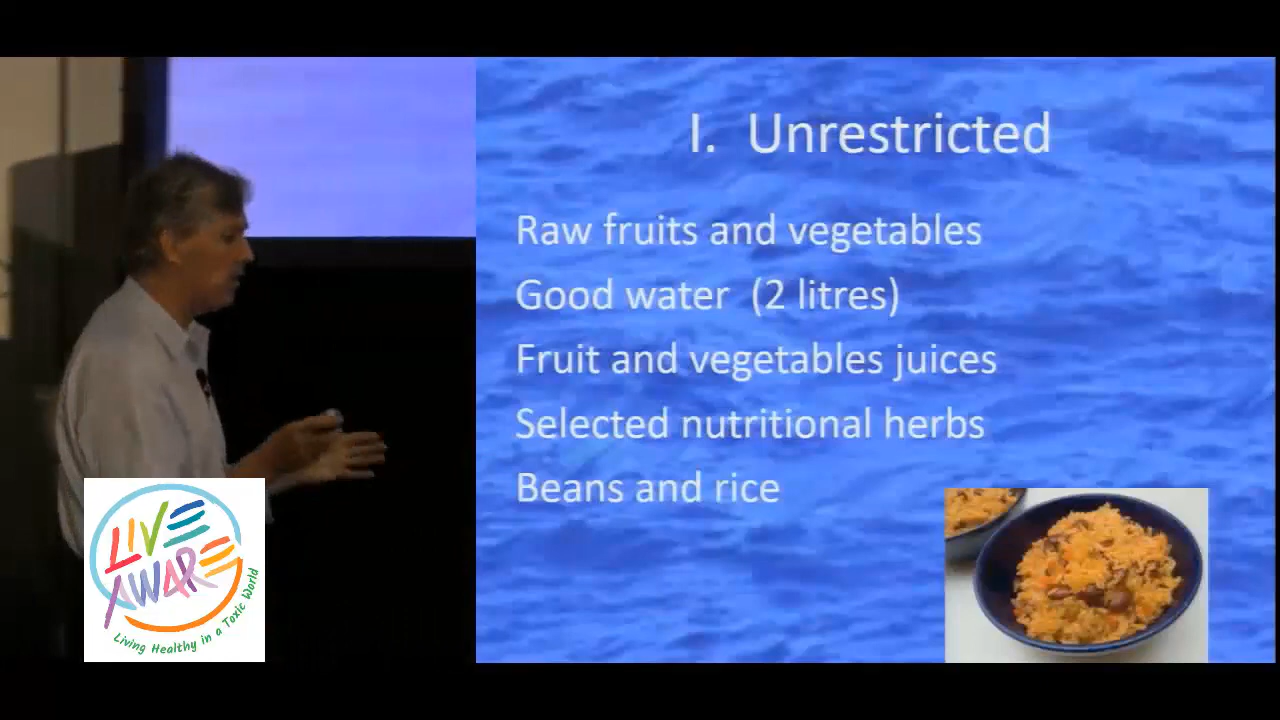 I. Unrestricted
Raw fruits and vegetables
Good water (2 litres)
Fruit and vegetables juices
Selected nutritional herbs
Beans and rice
LIVE
AWARE
Living Healthy in a Toxic World